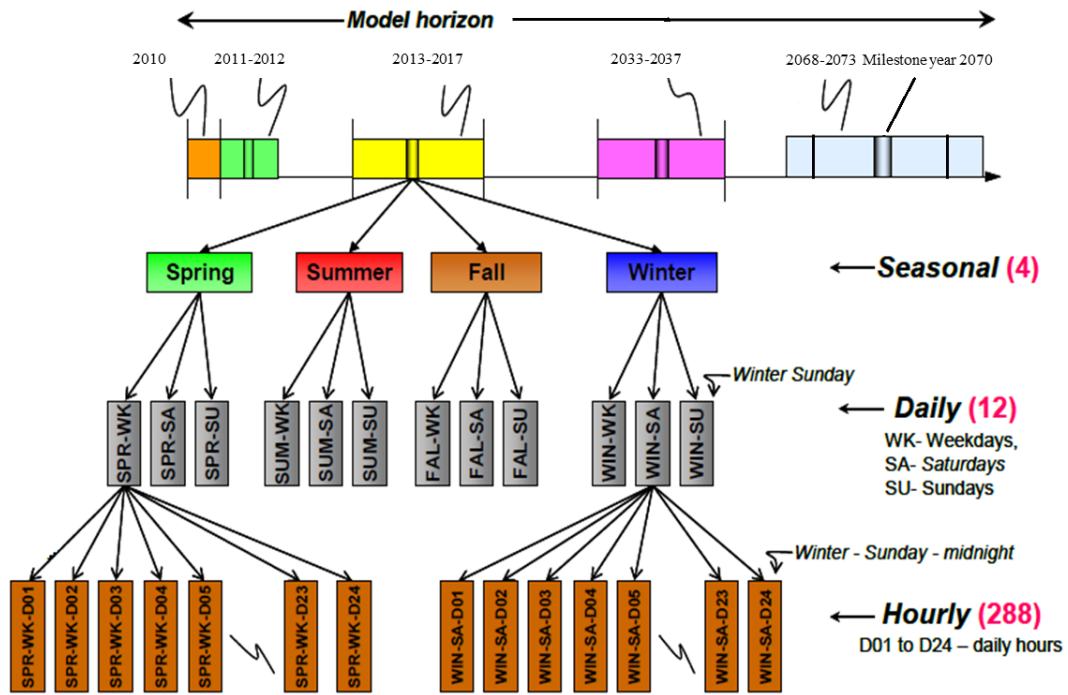 Model horizon
2010
2011-2012
2013-2017
2033-2037
2068-2073
Milestone year 2070
Spring
Summer
Fall
Winter
Seasonal (4)
Winter Sunday
SPR-WK
SPR-SA
SPR-SU
SUM-WK
SUM-SA
SUM-SU
FAL-WK
FAL-SA
FAL-SU
WIN-WK
WIN-SA
WIN-SU
Daily (12)
WK- Weekdays,
SA- Saturdays
SU- Sundays
Winter - Sunday - midnight
SPR-WK-D01
SPR-WK-D02
SPR-WK-D03
SPR-WK-D04
SPR-WK-D05
SPR-WK-D23
SPR-WK-D24
WIN-SA-D01
WIN-SA-D02
WIN-SA-D03
WIN-SA-D04
WIN-SA-D05
WIN-SA-D23
WIN-SA-D24
Hourly (288)
D01 to D24 – daily hours